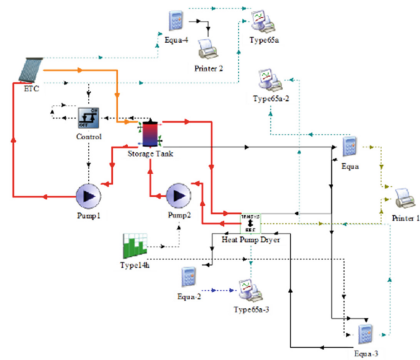 Equa-4
Type65a
Printer 2
ETC
Type65a-2
Control
Storage Tank
Equa
Pump1
Pump2
Printer 1
Heat Pump Dryer
Type14h
Equa-2
Type65a-3
Equa-3